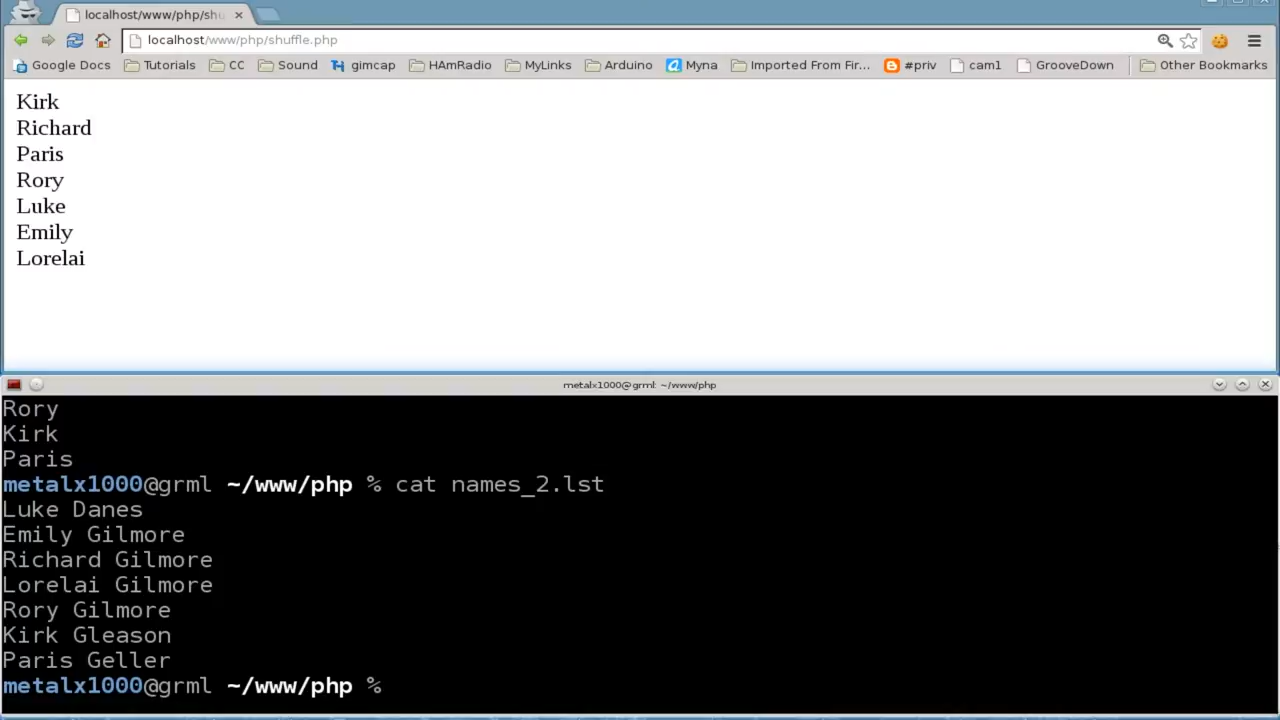 localhost/www/php/shu
localhost/www/php/shuffle.php
Google Docs Tutorials CC Sound gimcap HAmRadio MyLinks Arduino Myna Imported From Fir... #priv cam1 GrooveDown Other Bookmarks
Kirk
Richard
Paris
Rory
Luke
Emily
Lorelai
metalx1000@grml: ~/www/php
Rory
Kirk
Paris
metalx1000@grml ~/www/php % cat names_2.lst
Luke Danes
Emily Gilmore
Richard Gilmore
Lorelai Gilmore
Rory Gilmore
Kirk Gleason
Paris Geller
metalx1000@grml ~/www/php %